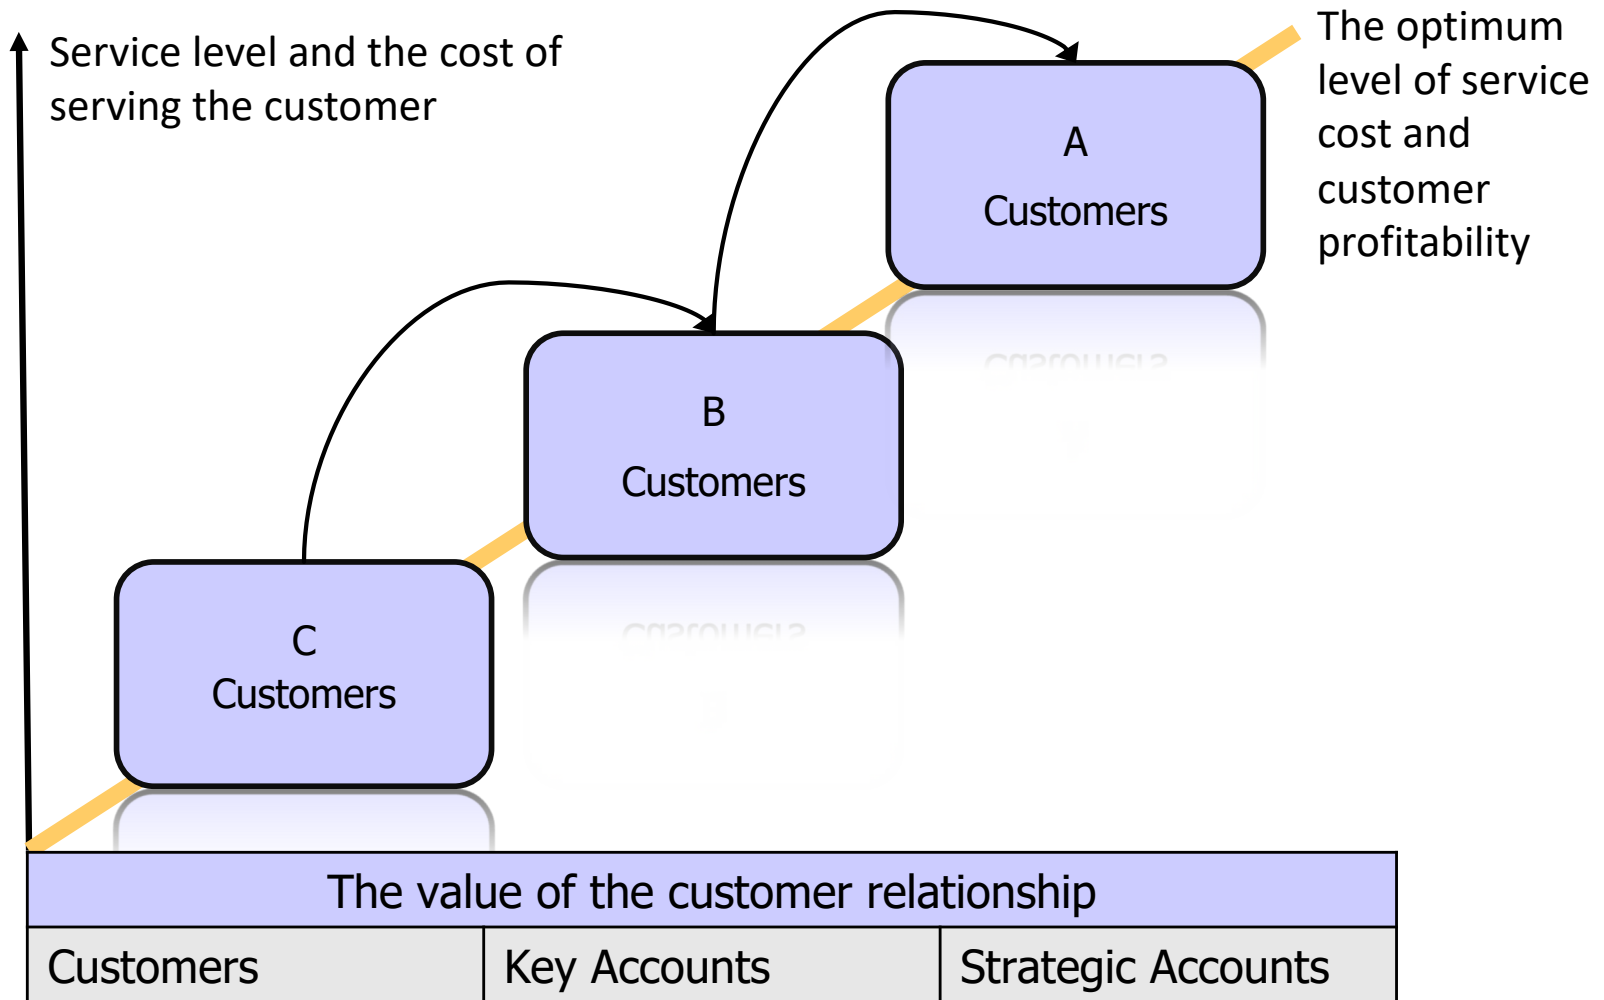 Service level and the cost of
serving the customer
The optimum
level of service
cost and
customer
profitability
A
Customers
B
Customers
C
Customers
The value of the customer relationship
Customers
Key Accounts
Strategic Accounts